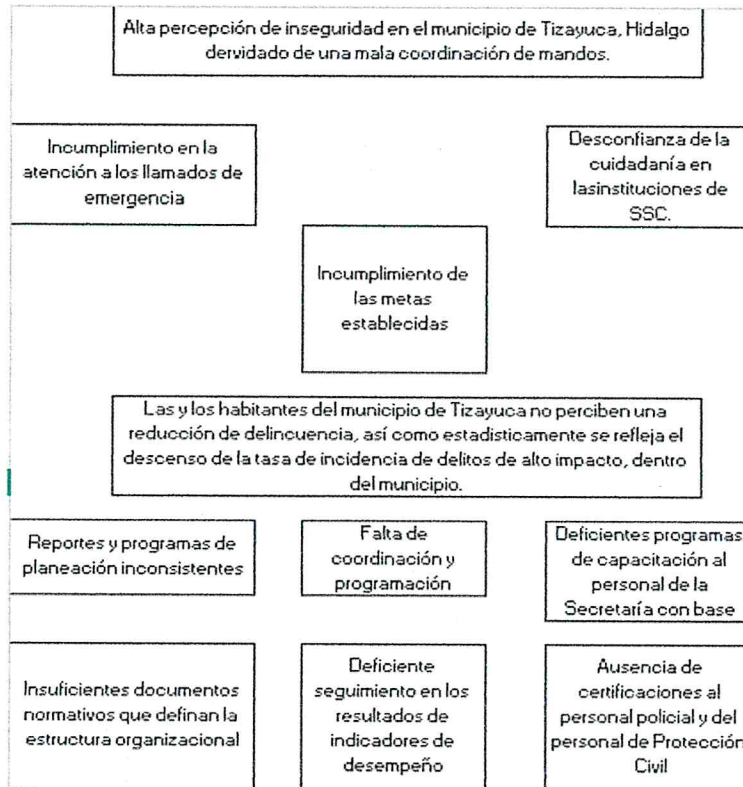 Alta percepción de inseguridad en el municipio de Tizayuca, Hidalgo
dervidado de una mala coordinación de mandos.
Incumplimiento en la
atención a los llamados de
emergencia
Desconfianza de la
cuidadanía en
lasinstituciones de
SSC.
Incumplimiento de
las metas
establecidas
Las y los habitantes del municipio de Tizayuca no perciben una
reducción de delincuencia, así como estadisticamente se refleja el
descenso de la tasa de incidencia de delitos de alto impacto, dentro
del municipio.
Reportes y programas de
planeación inconsistentes
Falta de
coordinación y
programación
Deficientes programas
de capacitación al
personal de la
Secretaría con base
Insuficientes documentos
normativos que definan la
estructura organizacional
Deficiente
seguimiento en los
resultados de
indicadores de
desempeño
Ausencia de
certificaciones al
personal policial y del
personal de Protección
Civil